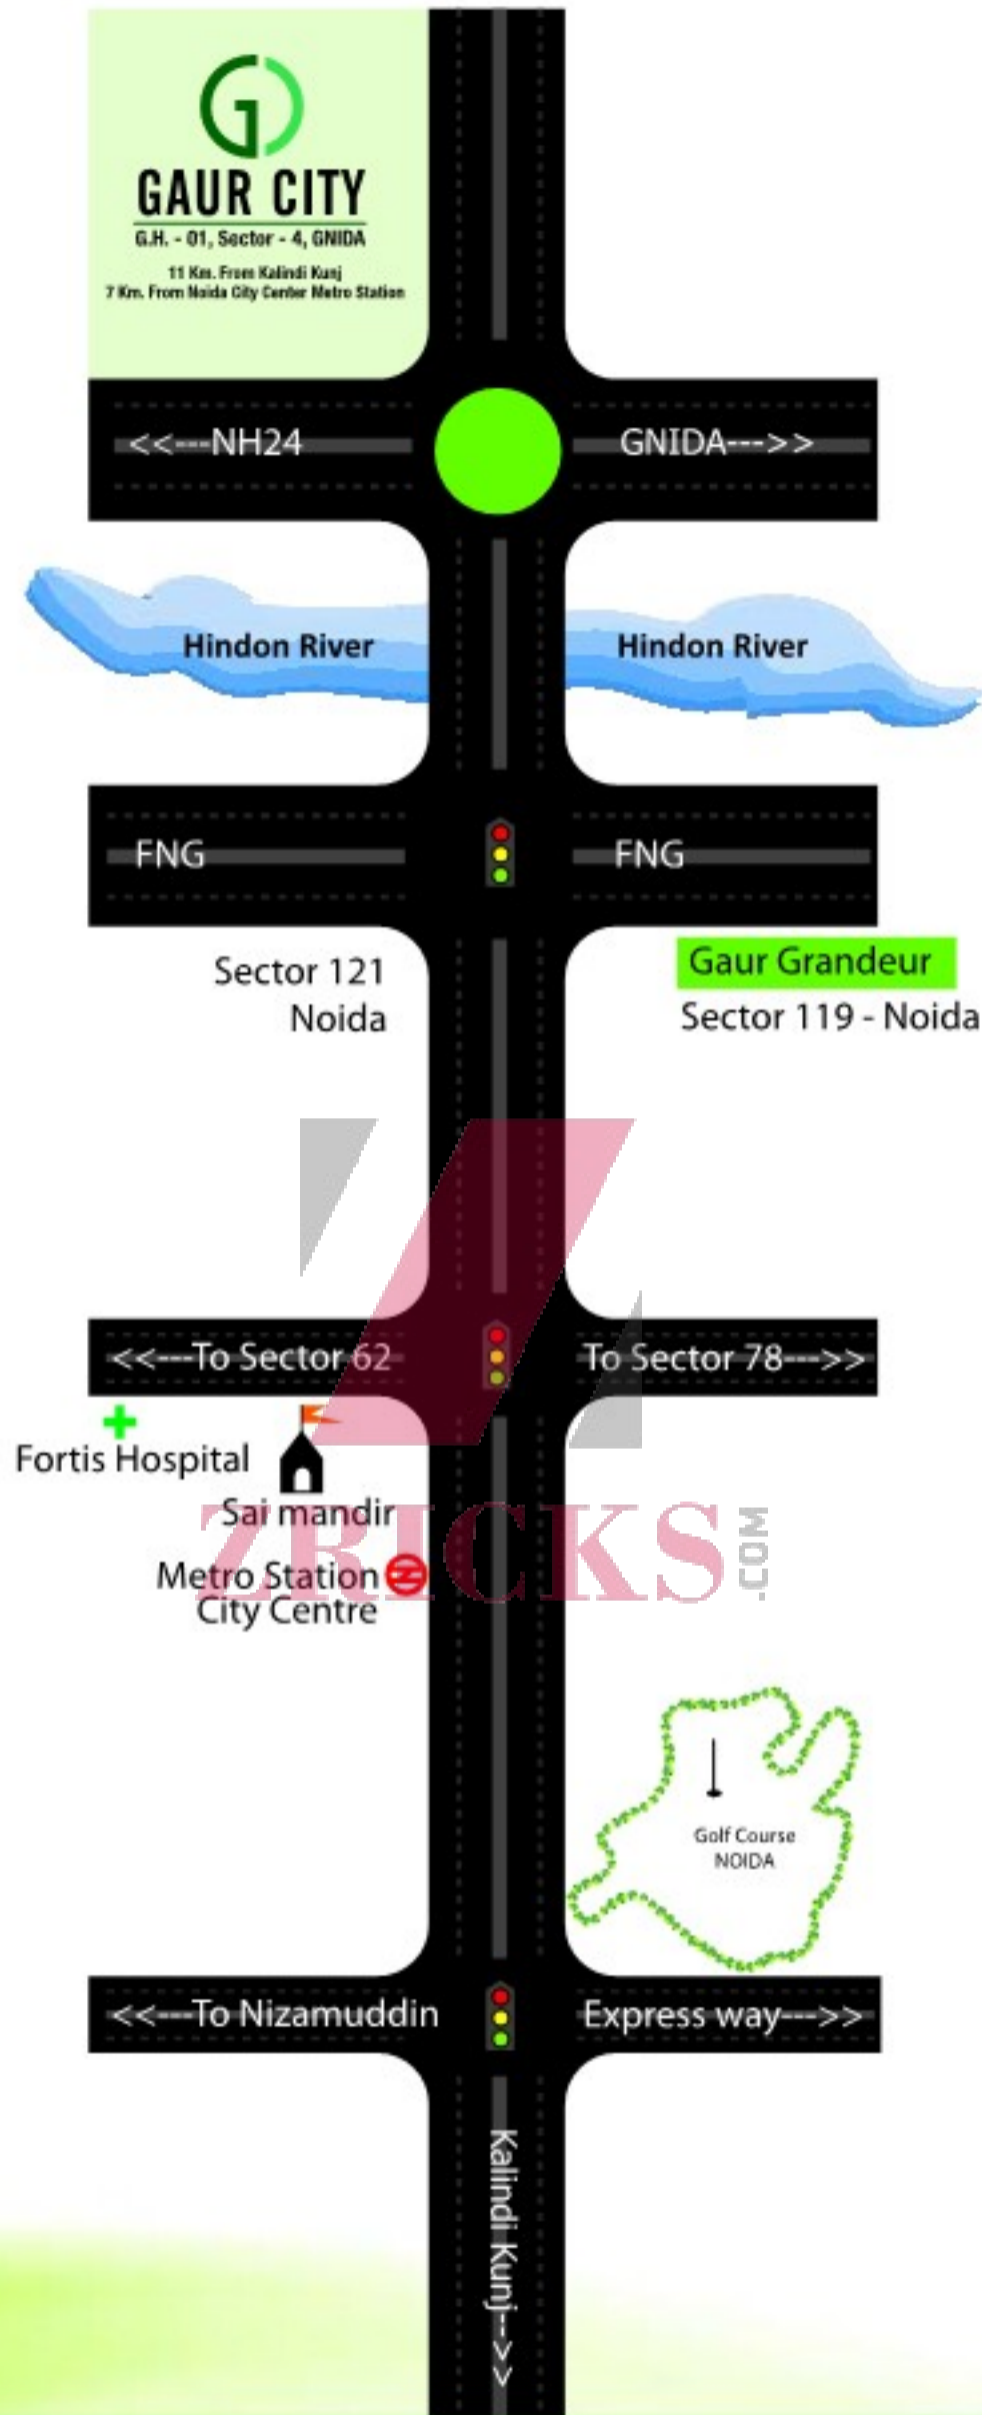 GAUR CITY
G.H. - 01, Sector - 4, GNIDA
11 Km. From Kalindi Kunj
7 Km. From Noida City Center Metro Station
<<---NH24
GNIDA--->>
Hindon River
Hindon River
FNG
FNG
Sector 121
Noida
Gaur Grandeur
Sector 119 - Noida
<<---To Sector 62
To Sector 78--->>
Fortis Hospital
Sai mandir
ZRICKS.COM
Metro Station
City Centre
Golf Course
NOIDA
<<---To Nizamuddin
Express way--->>
Kalindi Kunj-->>